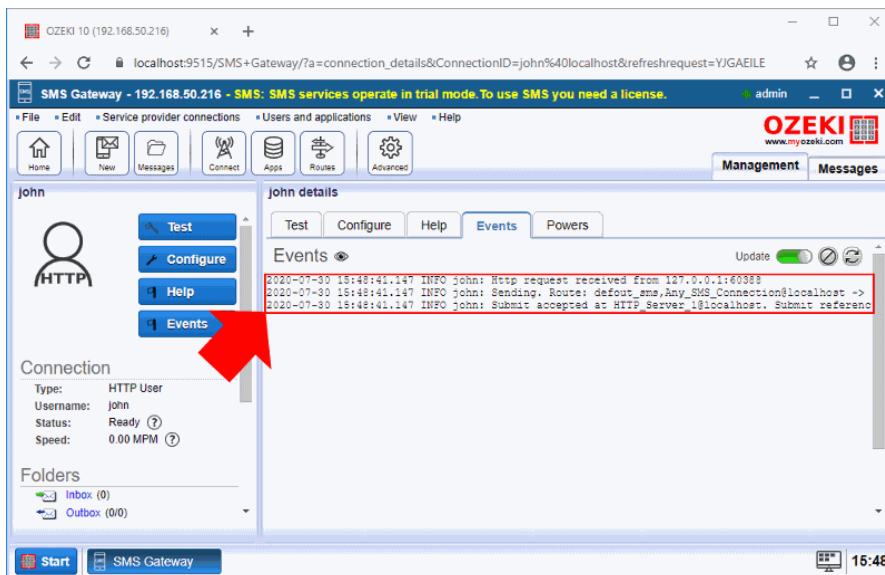 OZEKI 10 (192.168.50.216)
localhost:9515/SMS+Gateway/?a=connection_details&ConnectionID=john%40localhost&refreshrequest=YJGAEILE
SMS Gateway - 192.168.50.216 - SMS: SMS services operate in trial mode.To use SMS you need a license.
admin
File Edit Service provider connections Users and applications View Help
OZEKI
www.myozeki.com
Home New Messages Connect Apps Routes Advanced
Management Messages
john
john details
Test Configure Help Events Powers
Test
Configure
Help
Events
HTTP
Events
Update
2020-07-30 15:48:41.147 INFO john: Http request received from 127.0.0.1:60388
2020-07-30 15:48:41.147 INFO john: Sending. Route: defout_sms,Any_SMS_Connection@localhost ->
2020-07-30 15:48:41.147 INFO john: Submit accepted at HTTP_Server_1@localhost. Submit referenc
Connection
Type: HTTP User
Username: john
Status: Ready ?
Speed: 0.00 MPM ?
Folders
Inbox (0)
Outbox (0/0)
Start
SMS Gateway
15:48